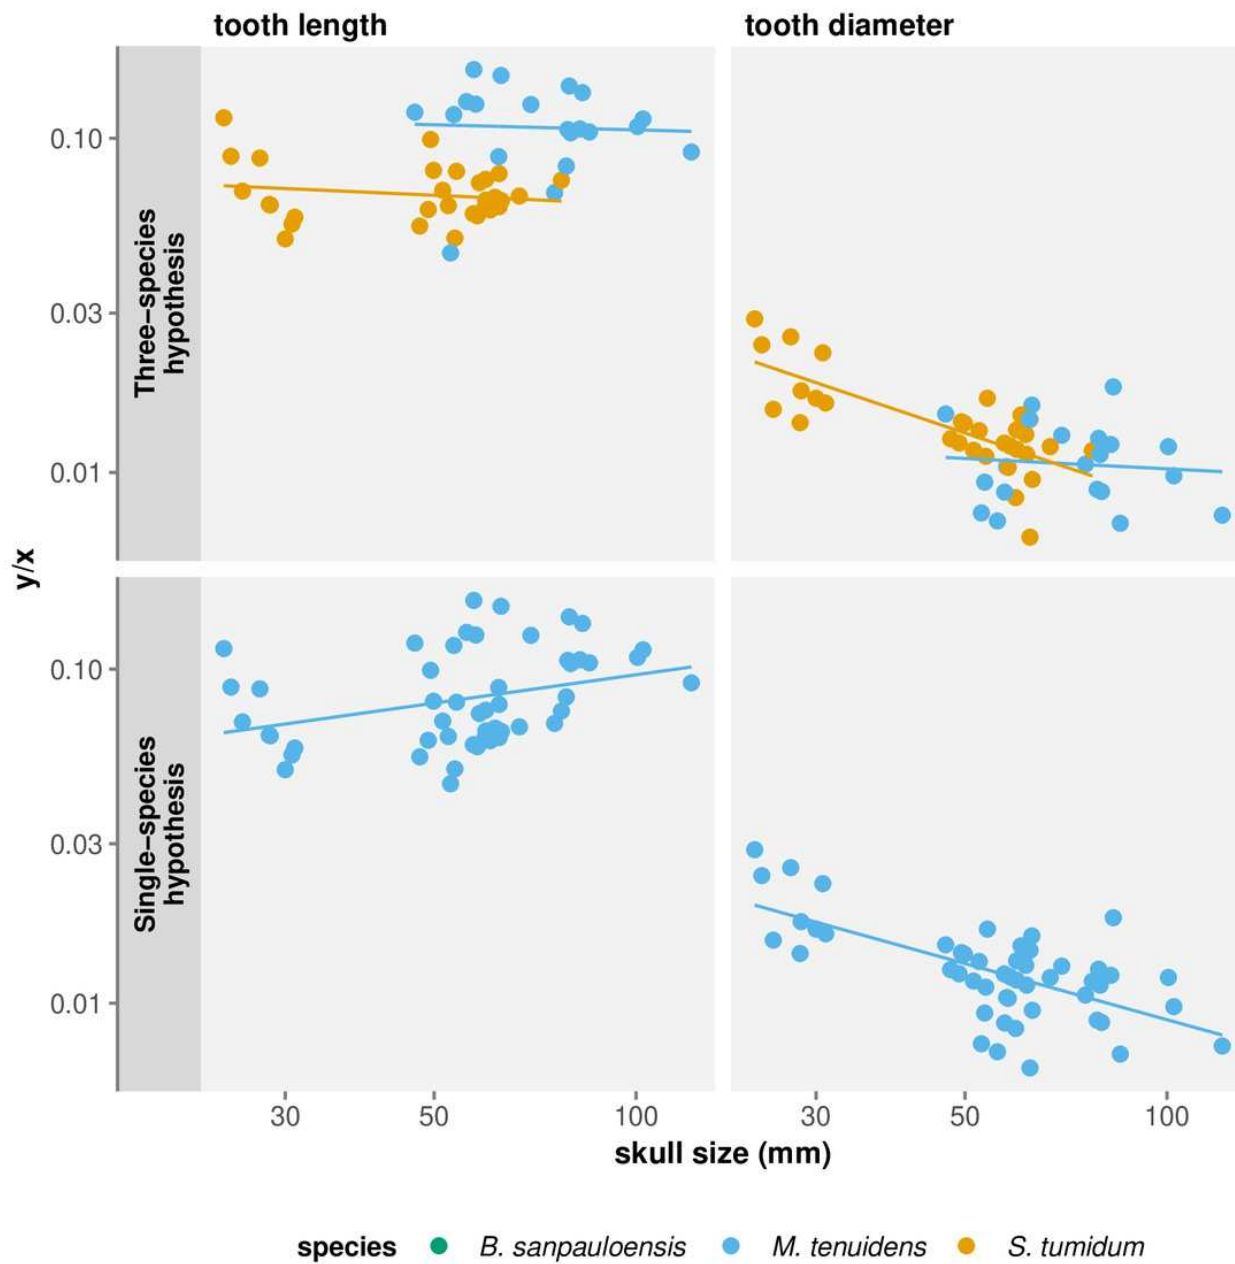 tooth length
tooth diameter
Three−species
hypothesis
0.10
0.03
0.01
y/x
Single−species
hypothesis
0.10
0.03
0.01
30 50 100 30 50 100
skull size (mm)
species B. sanpauloensis M. tenuidens S. tumidum